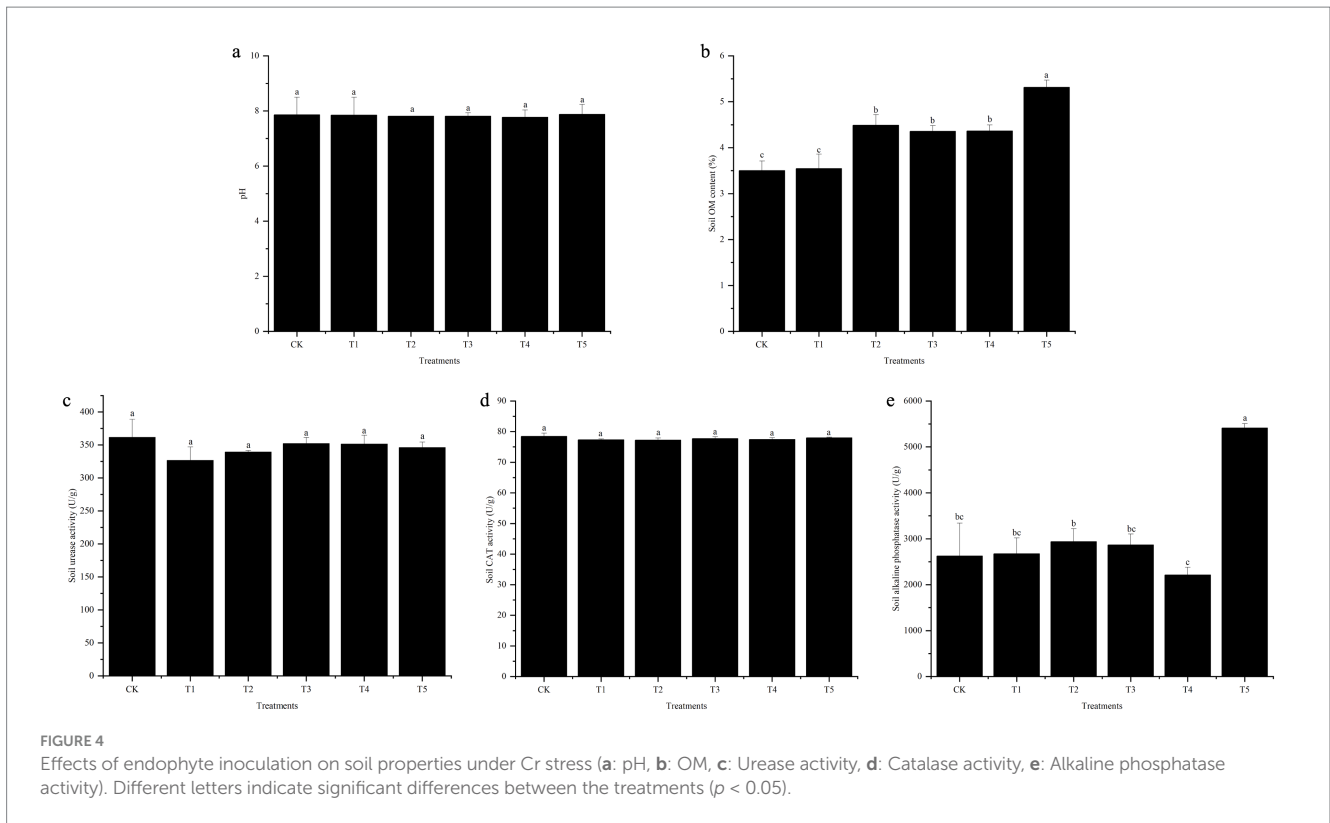 a
10
8
6
4
2
0
pH
a a a a a a
CK T1 T2 T3 T4 T5
Treatments
b
6
5
4
3
2
1
0
Soil OM content (%)
c c b b b a
CK T1 T2 T3 T4 T5
Treatments
c
400
350
300
250
200
150
100
50
0
Soil urease activity (U/g)
a a a a a a
CK T1 T2 T3 T4 T5
Treatments
d
90
80
70
60
50
40
30
20
10
0
Soil CAT activity (U/g)
a a a a a a
CK T1 T2 T3 T4 T5
Treatments
e
6000
5000
4000
3000
2000
1000
0
Soil alkaline phosphatase activity (U/g)
bc bc b bc c a
CK T1 T2 T3 T4 T5
Treatments
FIGURE 4
Effects of endophyte inoculation on soil properties under Cr stress (a: pH, b: OM, c: Urease activity, d: Catalase activity, e: Alkaline phosphatase
activity). Different letters indicate significant differences between the treatments (p < 0.05).